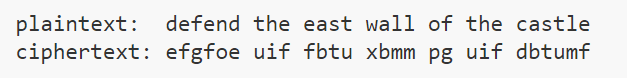 plaintext:  defend the east wall of the castle
ciphertext: efgfoe uif fbtu xbmm pg uif dbtumf